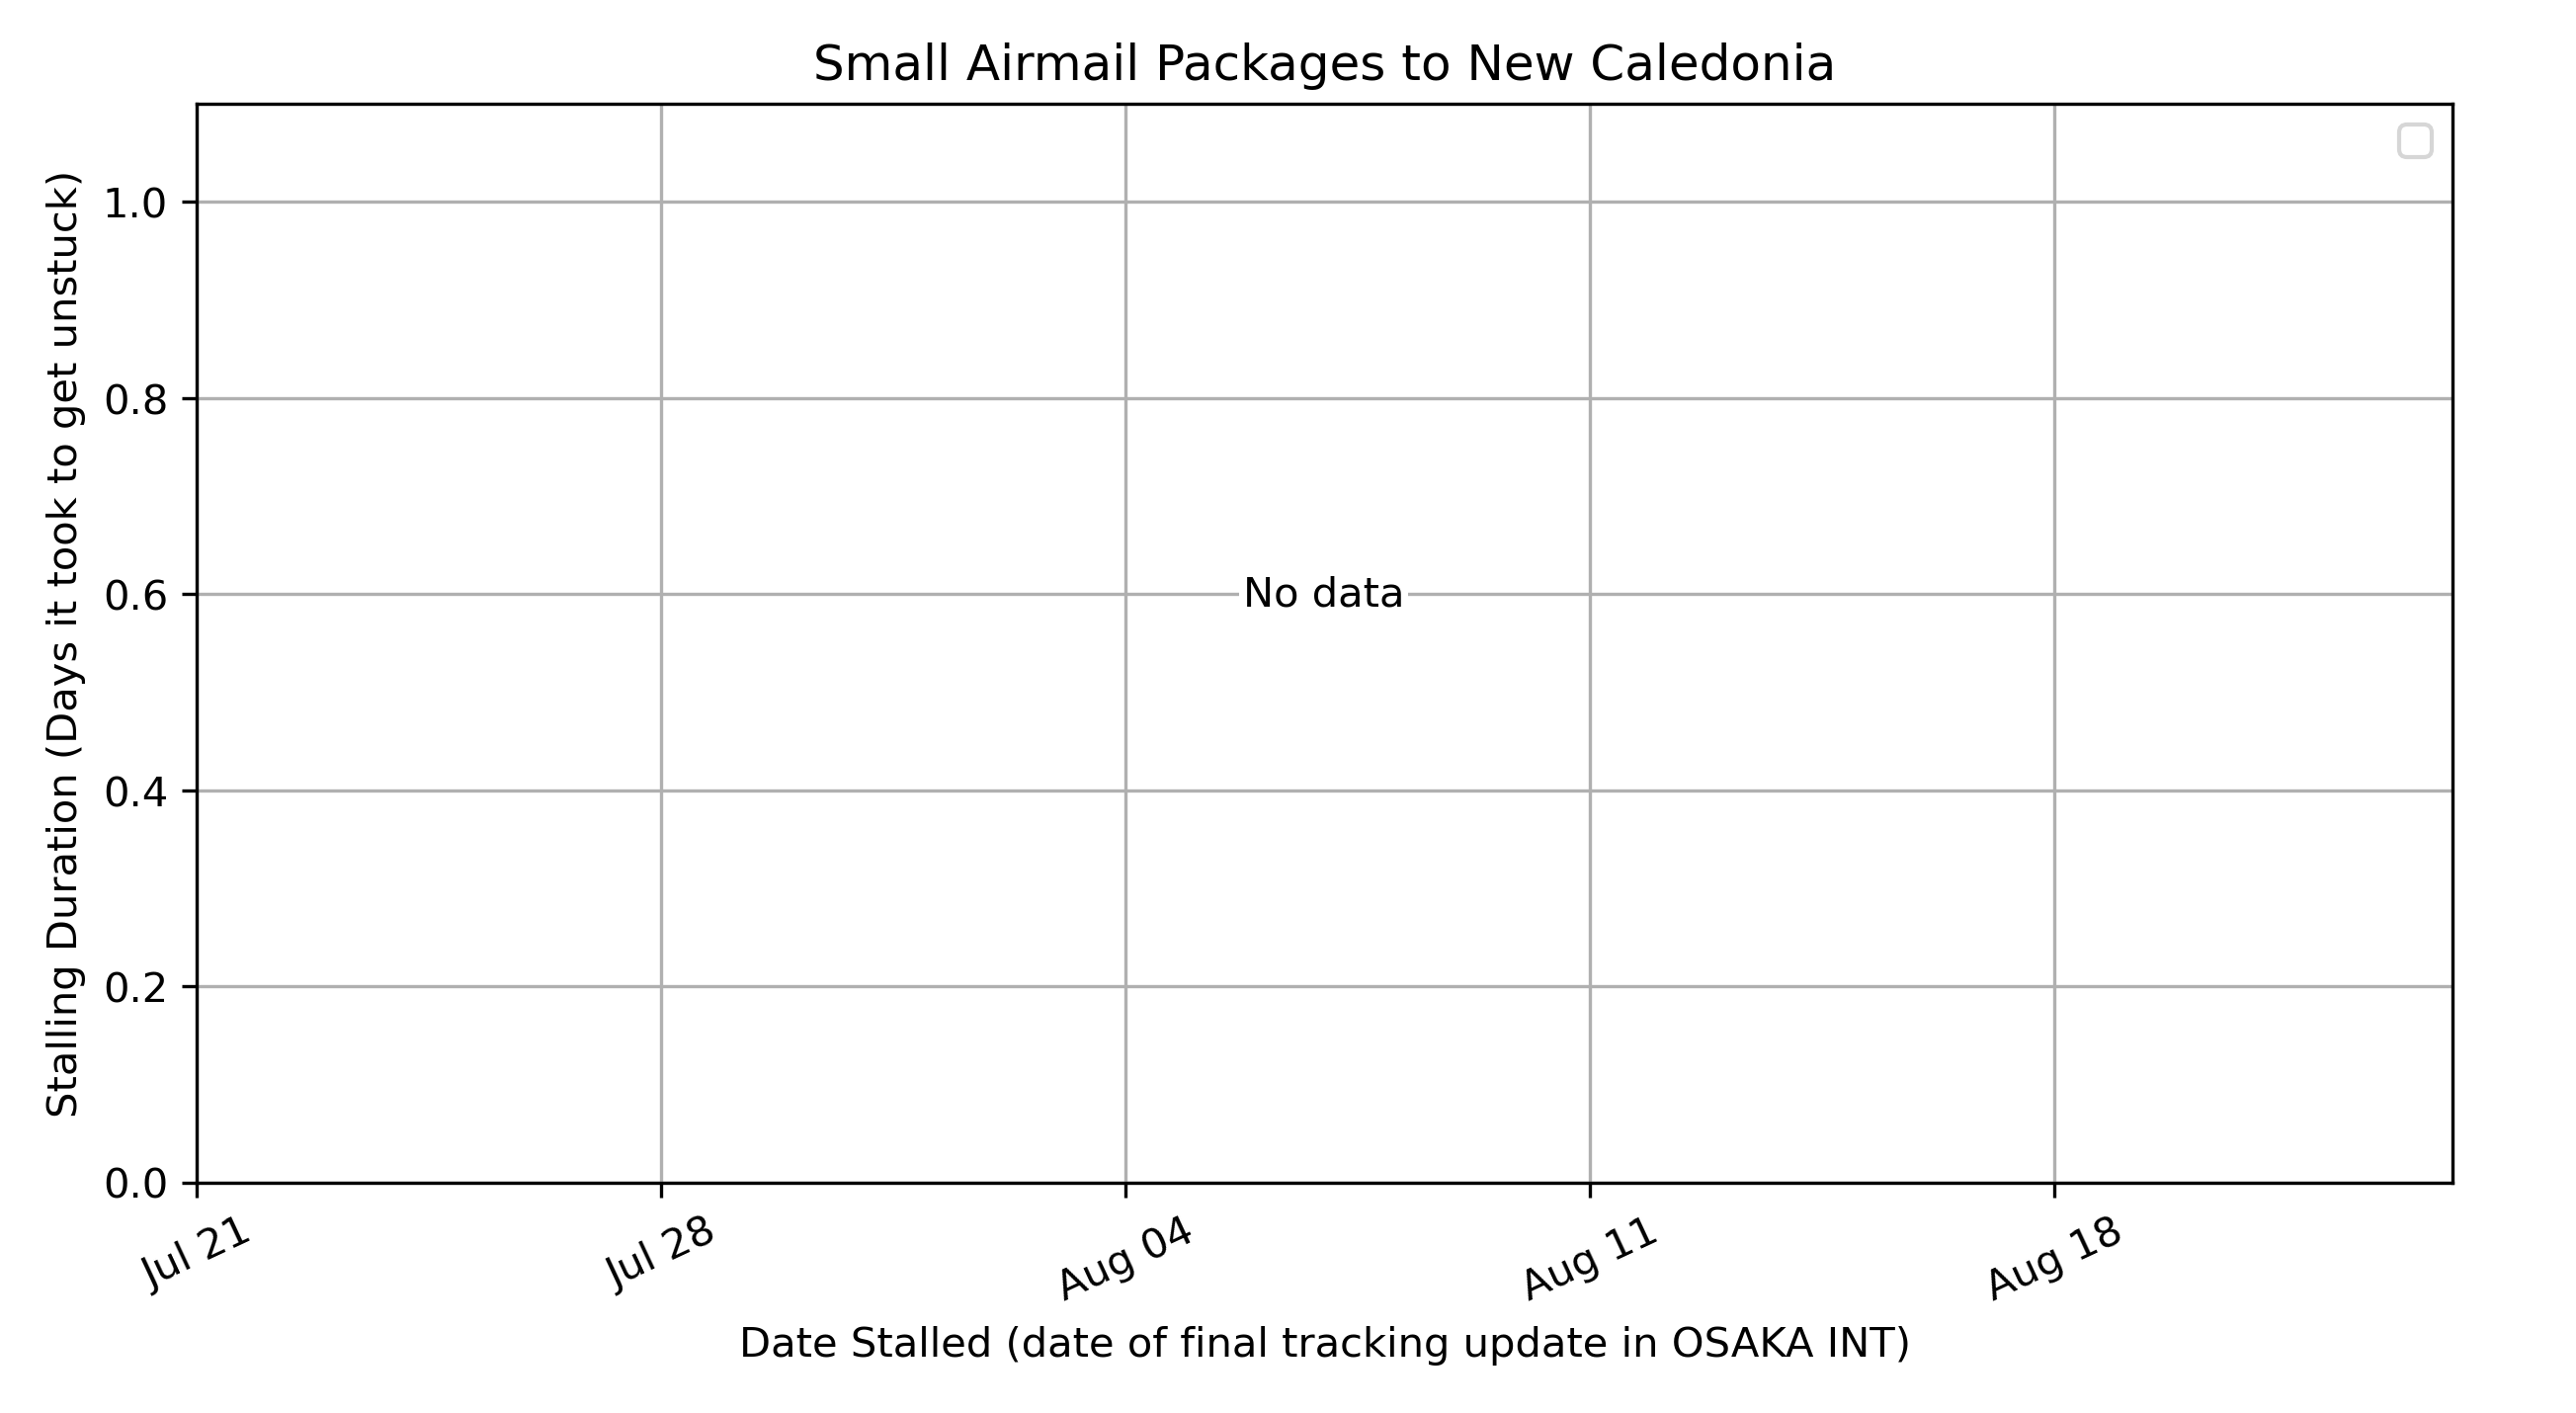 Small Airmail Packages to New Caledonia
Stalling Duration (Days it took to get unstuck)
1.0
0.8
0.6
0.4
0.2
0.0
No data
Jul 21
Jul 28
Aug 04
Aug 11
Aug 18
Date Stalled (date of final tracking update in OSAKA INT)